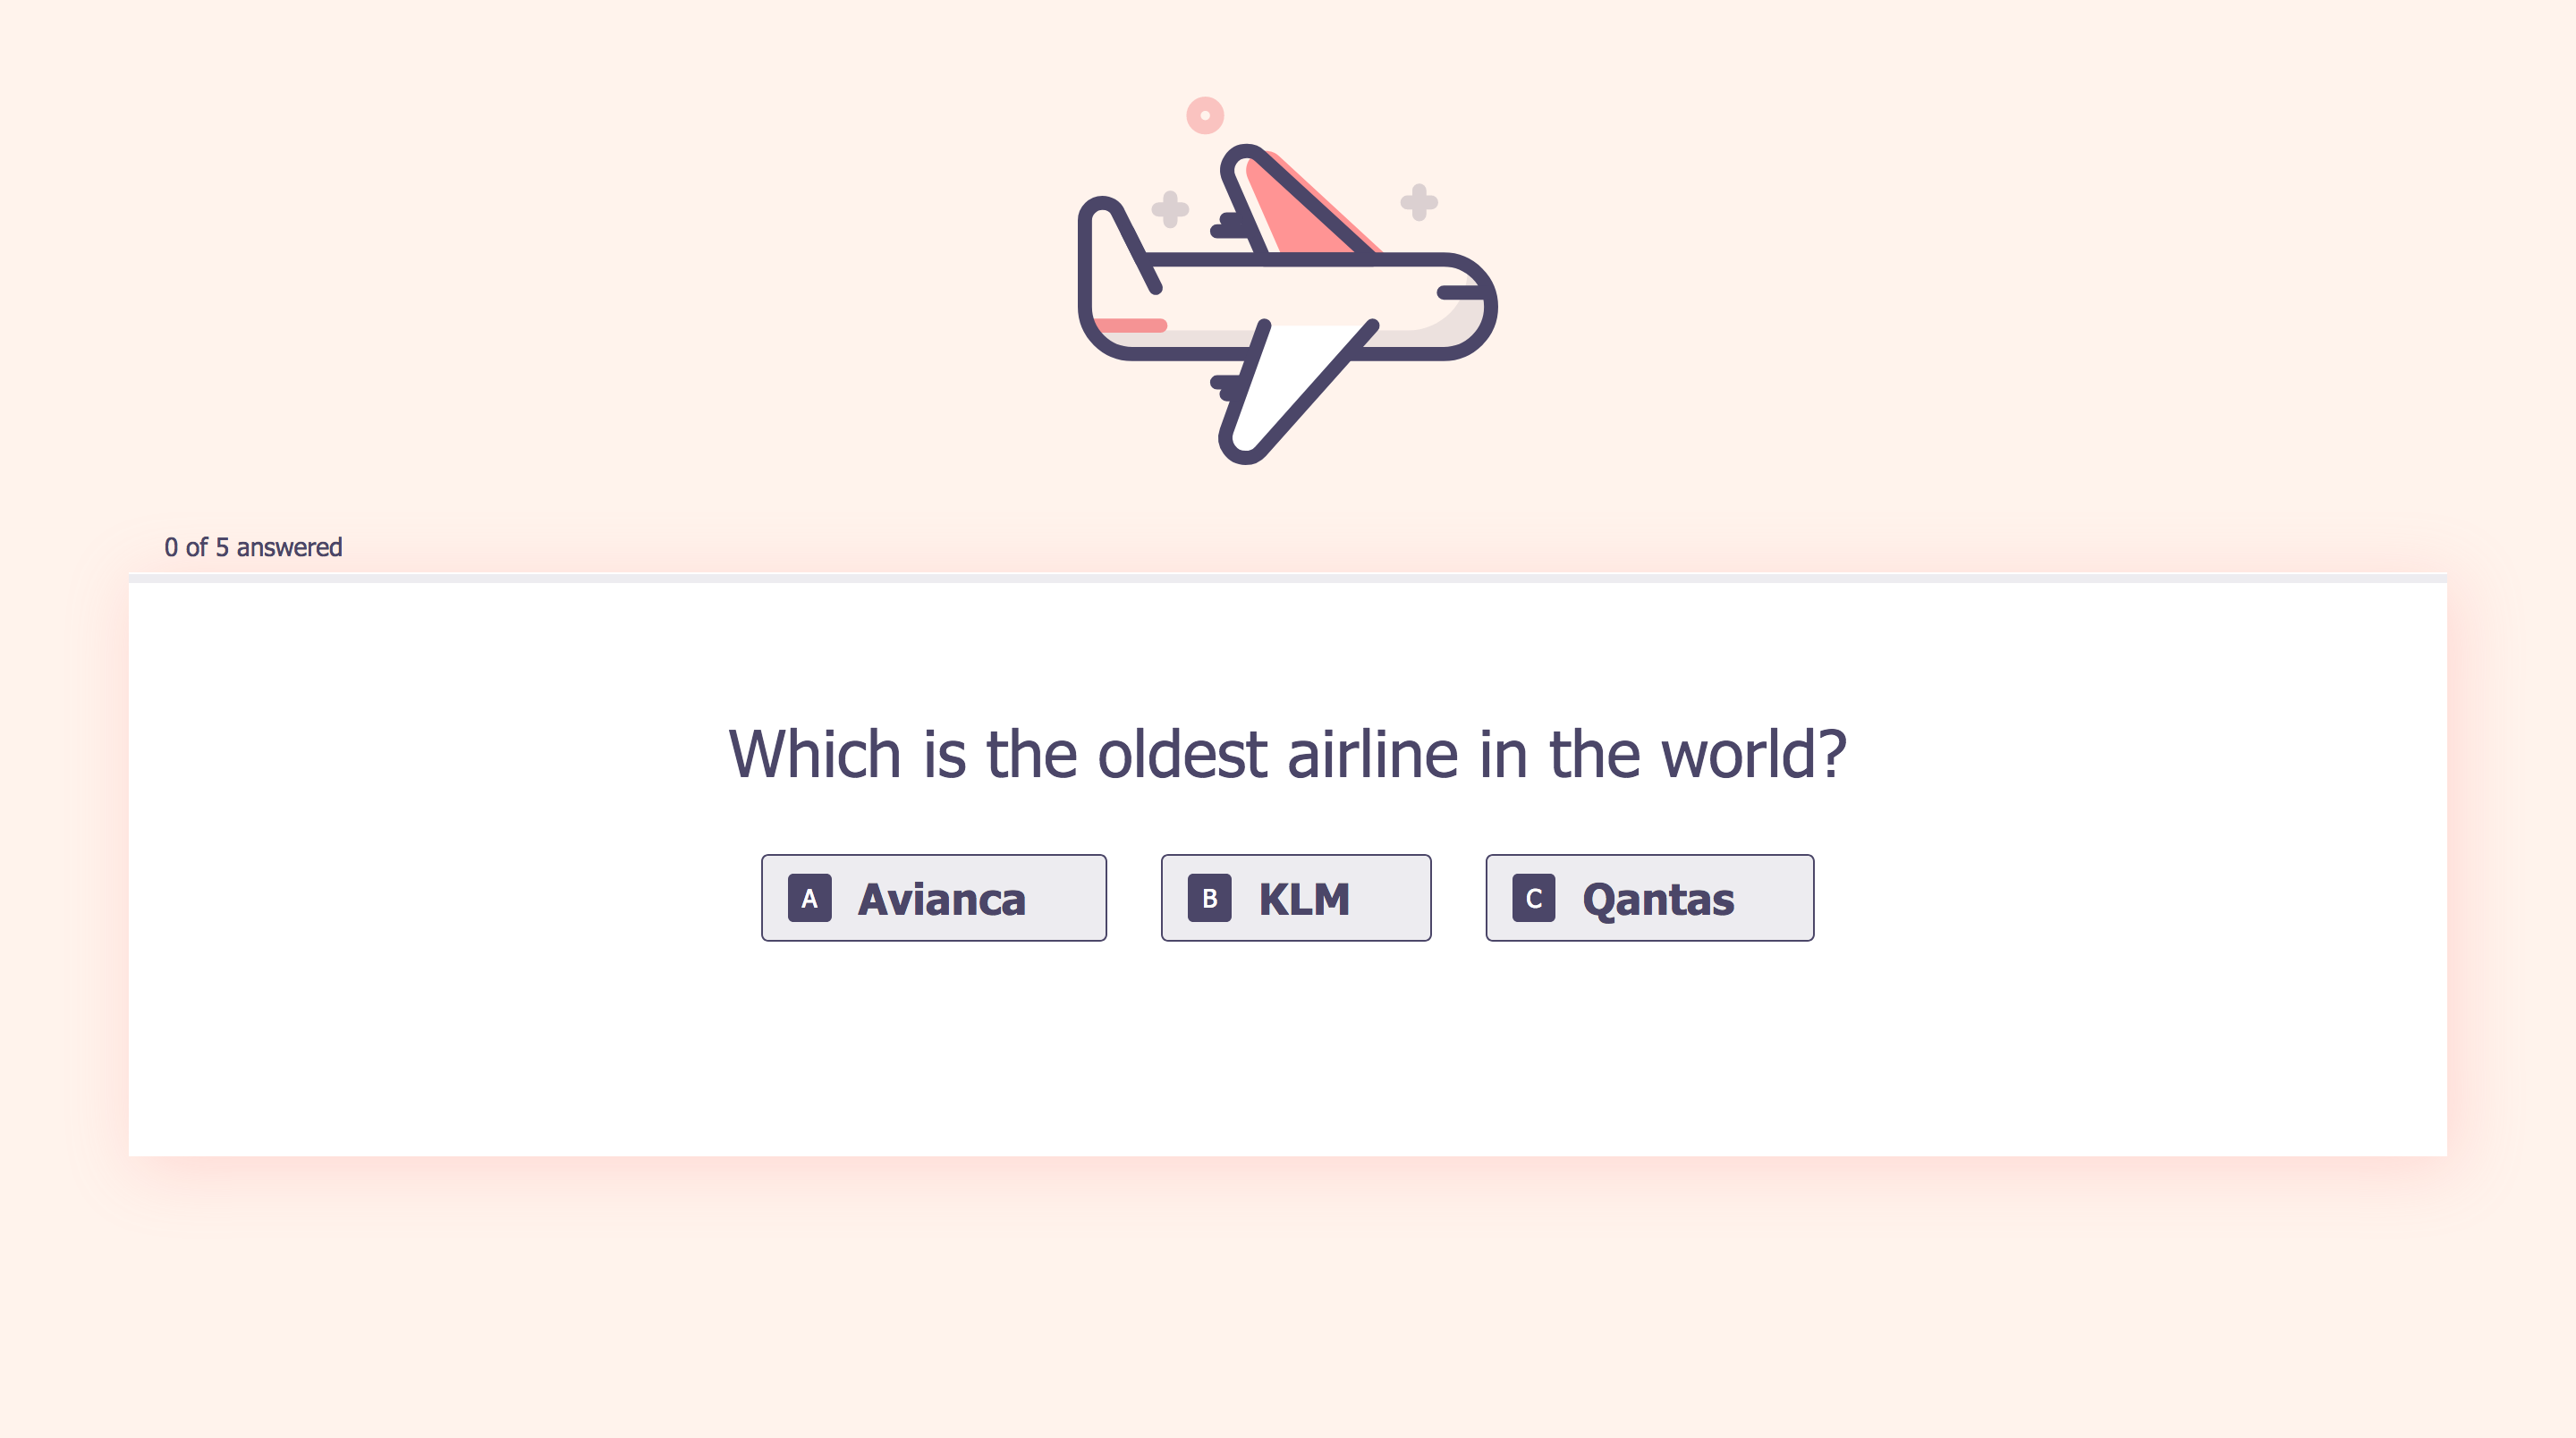 0 of 5 answered
Which is the oldest airline in the world?
A Avianca
B KLM
C Qantas